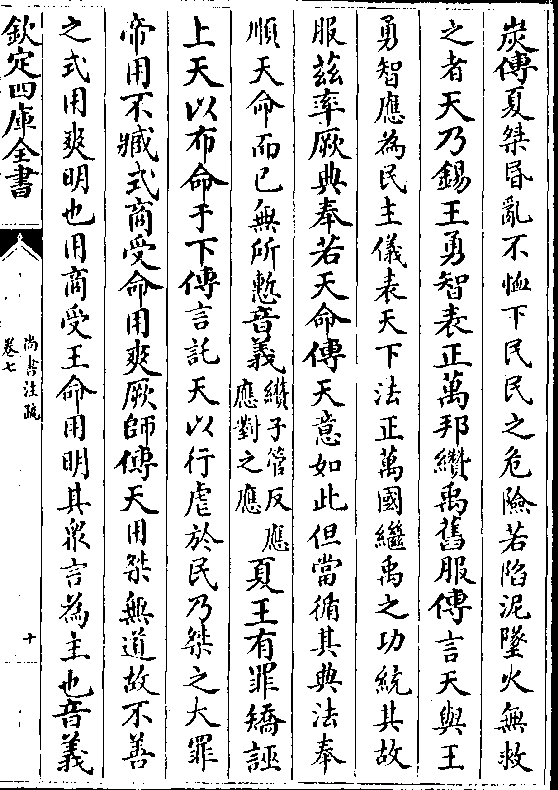 炭傳夏桀昏亂不恤下民民之危險若陷泥墜火無救
之者天乃錫王勇智表正萬邦纘禹舊服傳言天與王
勇智應為民主儀表天下法正萬國繼禹之功統其故
服茲率厥典奉若天命傳天意如此但當循其典法奉
順天命而已無所慙音義纘子管反應
應對之應夏王有罪矯誣
上天以布命于下傳言託天以行虐於民乃桀之大罪
帝用不臧式商受命用爽厥師傳天用桀無道故不善
之式用爽明也用商受王命用明其衆言為主也音義
欽定四庫全書
尚書注疏
卷七
十